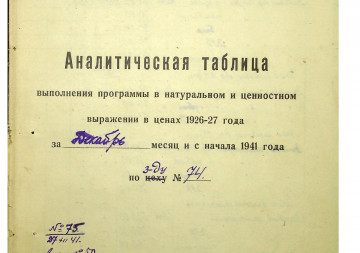 Аналитическая таблица
выполнения программы в натуральном и ценностном
выражении в ценах 1926-27 года
за Декабрь месяц и с начала 1941 года
з-ду
по цеху № 74.
№ 75